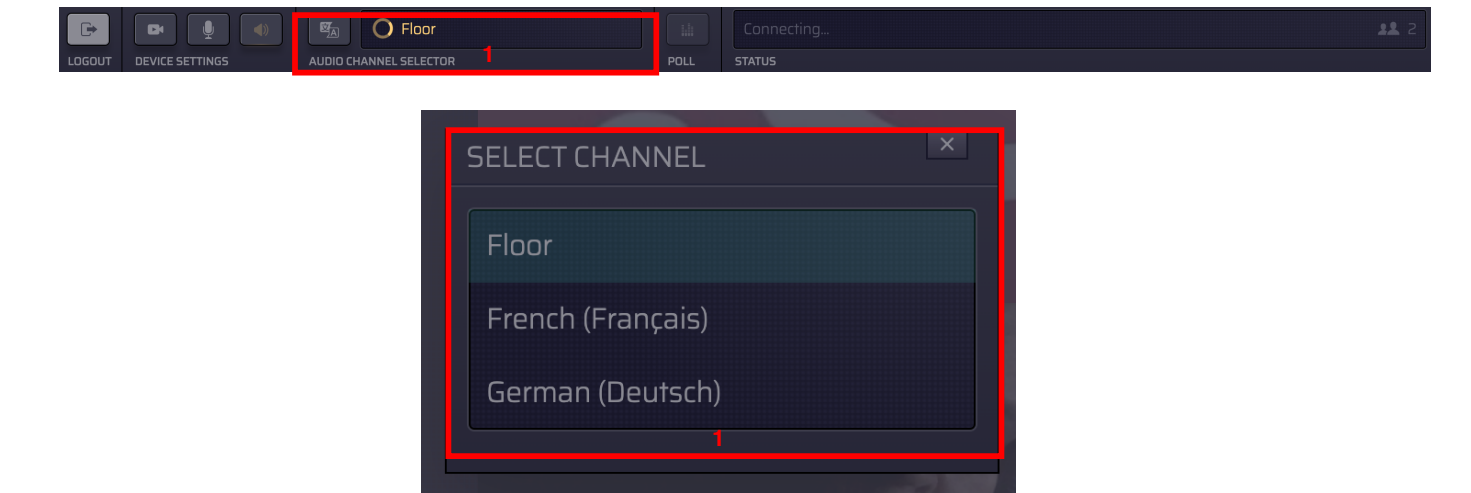 Floor
Connecting...
2
LOGOUT
DEVICE SETTINGS
AUDIO CHANNEL SELECTOR
1
POLL
STATUS
SELECT CHANNEL
Floor
French (Français)
German (Deutsch)
1